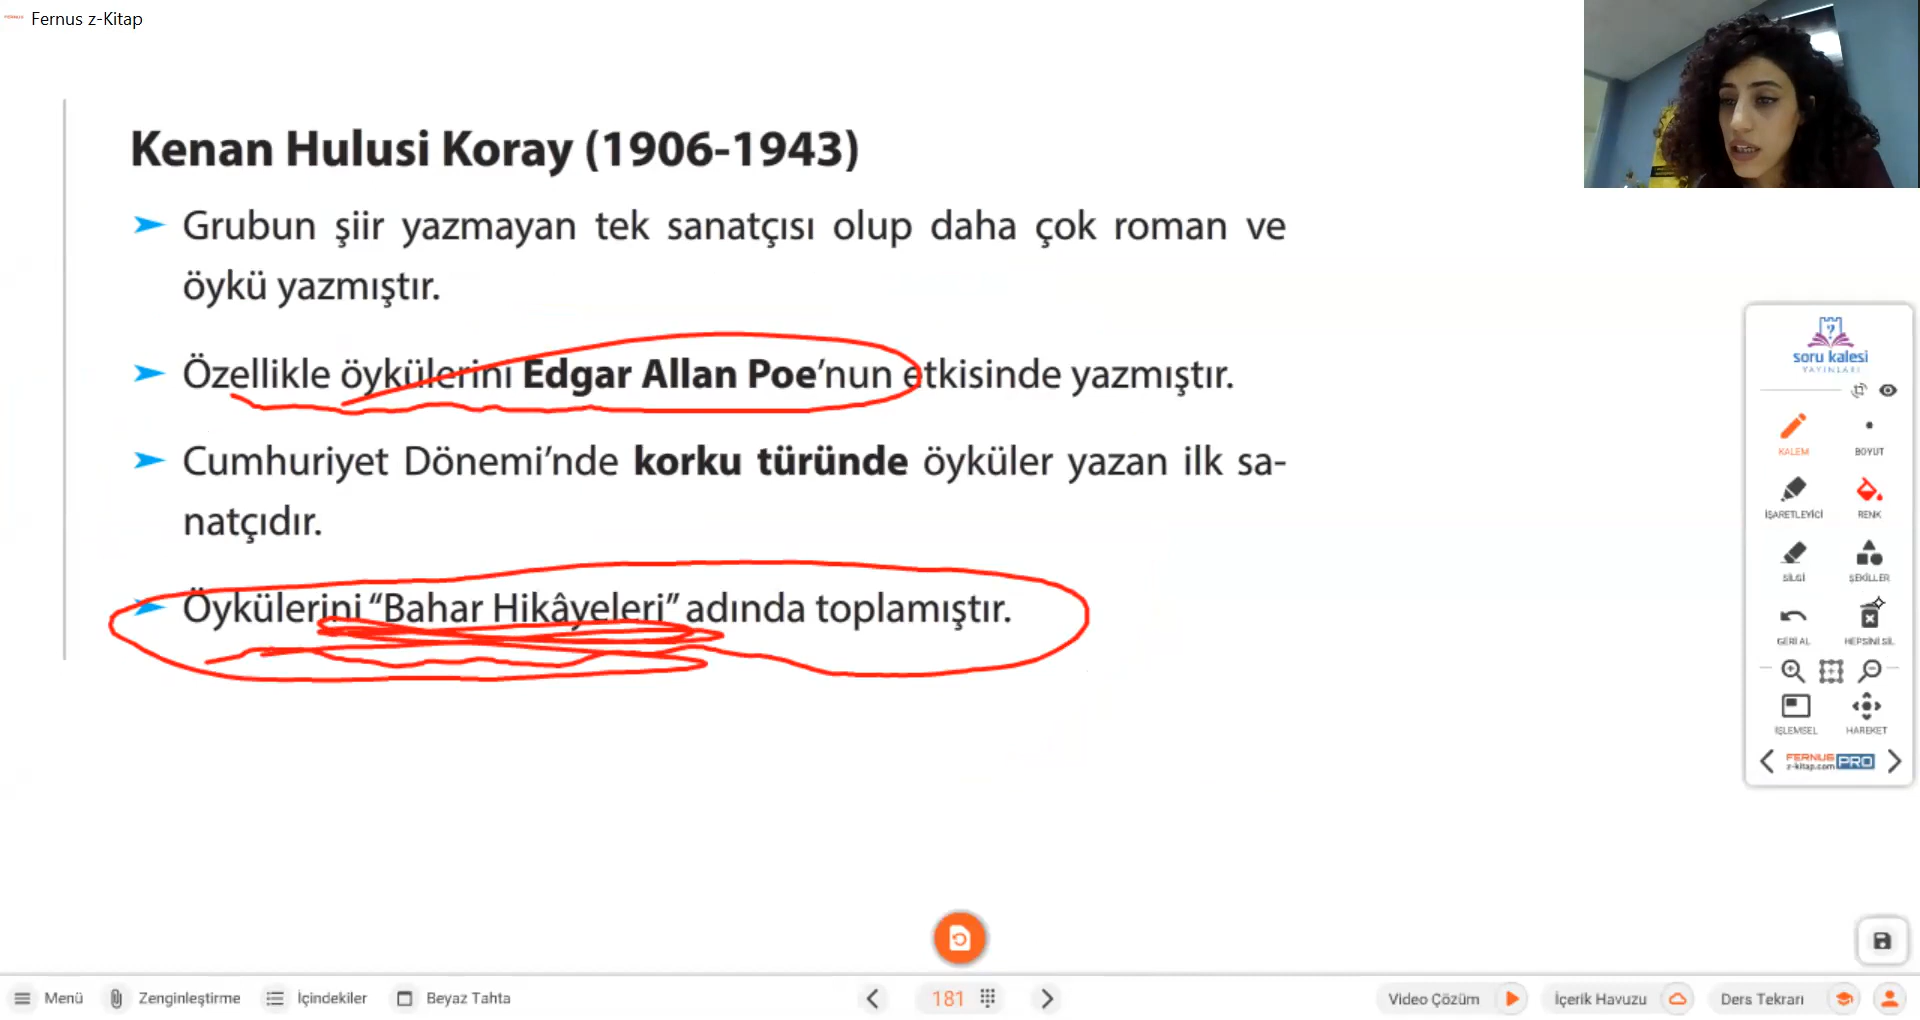 Fernus z-Kitap
Kenan Hulusi Koray (1906-1943)
Grubun şiir yazmayan tek sanatçısı olup daha çok roman ve
öykü yazmıştır.
Özellikle öykülerini Edgar Allan Poe’nun etkisinde yazmıştır.
Cumhuriyet Dönemi’nde korku türünde öyküler yazan ilk sa-
natçıdır.
Öykülerini “Bahar Hikâyeleri” adında toplamıştır.
soru kalesi
YAYINLARI
KALEM
BOYUT
İŞARETLEYİCİ
RENK
SİLGİ
ŞEKİLLER
GERİ AL
HEPSİNİ SİL
İŞLEMSEL
HAREKET
FERNUS
z-kitap.com PRO
Menü
Zenginleştirme
İçindekiler
Beyaz Tahta
181
Video Çözüm
İçerik Havuzu
Ders Tekrarı